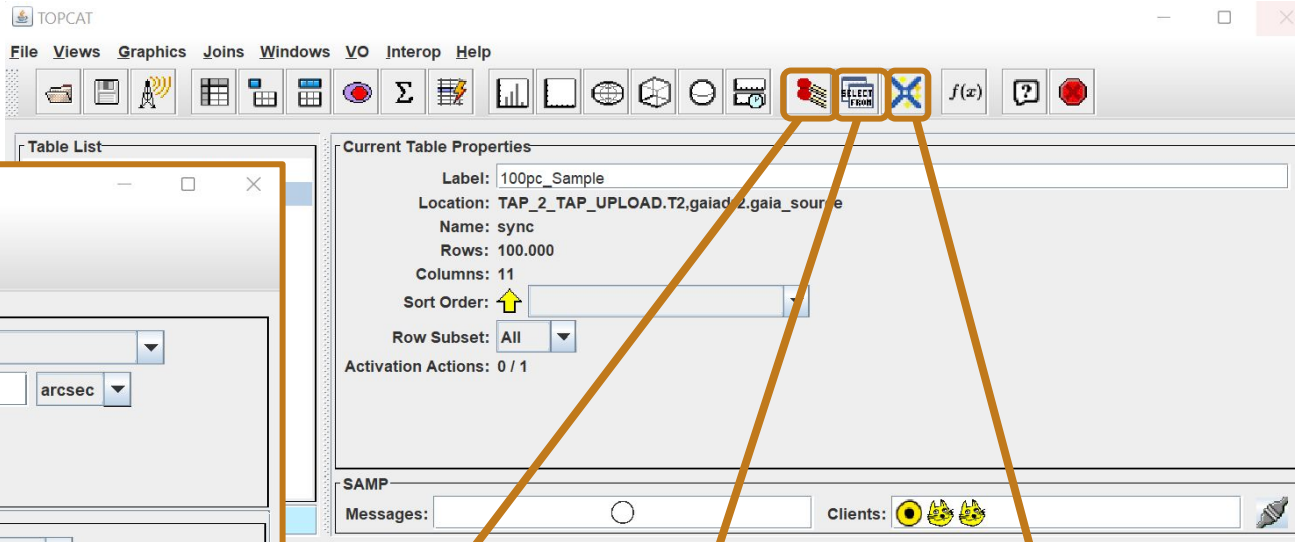 TOPCAT
File Views Graphics Joins Windows VO Interop Help
Σ
SELECT FROM
f(x)
?
Table List
Current Table Properties
Label: 100pc_Sample
Location: TAP_2_TAP_UPLOAD.T2,gaiadr2.gaia_source
Name: sync
Rows: 100.000
Columns: 11
Sort Order:
Row Subset: All
arcsec
Activation Actions: 0 / 1
SAMP
Messages:
Clients: